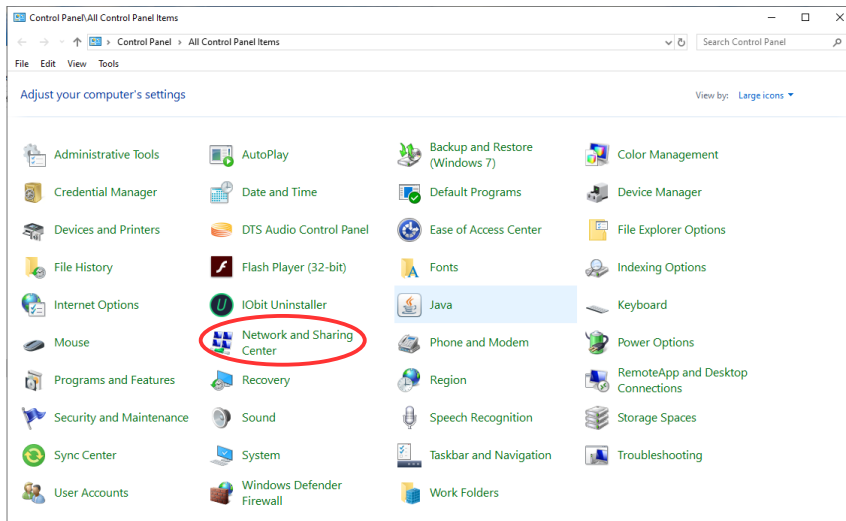 Control Panel\All Control Panel Items
Control Panel > All Control Panel Items
Search Control Panel
File Edit View Tools
Adjust your computer's settings
View by: Large icons
Administrative Tools
AutoPlay
Backup and Restore
(Windows 7)
Color Management
Credential Manager
Date and Time
Default Programs
Device Manager
Devices and Printers
DTS Audio Control Panel
Ease of Access Center
File Explorer Options
File History
Flash Player (32-bit)
Fonts
Indexing Options
Internet Options
IObit Uninstaller
Java
Keyboard
Mouse
Network and Sharing
Center
Phone and Modem
Power Options
Programs and Features
Recovery
Region
RemoteApp and Desktop
Connections
Security and Maintenance
Sound
Speech Recognition
Storage Spaces
Sync Center
System
Taskbar and Navigation
Troubleshooting
User Accounts
Windows Defender
Firewall
Work Folders